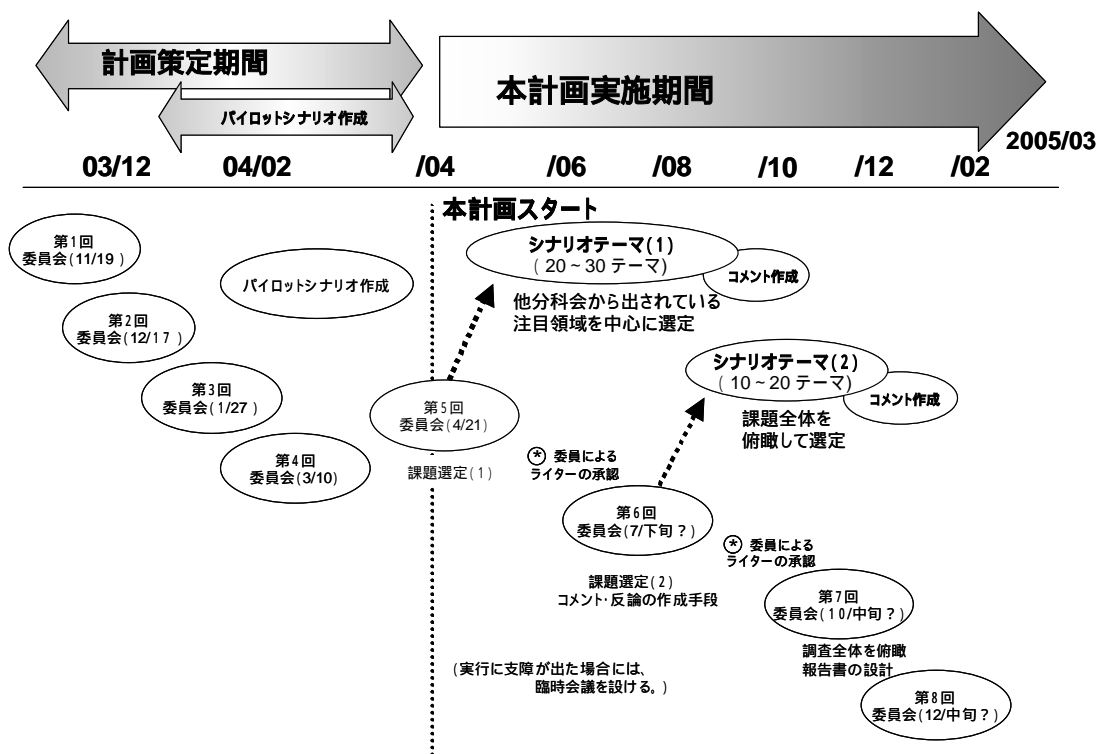 計画策定期間
パイロットシナリオ作成
本計画実施期間
2005/03
03/12 04/02 /04 /06 /08 /10 /12 /02
本計画スタート
第1回
委員会(11/19 )
第2回
委員会(12/17 )
第3回
委員会(1/27 )
第4回
委員会(3/10)
パイロットシナリオ作成
シナリオテーマ(1)
( 20 ~ 30 テーマ)
コメント作成
他分科会から出されている
注目領域を中心に選定
第5回
委員会(4/21)
課題選定(1)
シナリオテーマ(2)
( 10 ~ 20 テーマ)
コメント作成
課題全体を
俯瞰して選定
* 委員による
ライターの承認
第6回
委員会(7/下旬?)
課題選定(2)
コメント・反論の作成手段
* 委員による
ライターの承認
第7回
委員会(10/中旬?)
調査全体を俯瞰
報告書の設計
第8回
委員会(12/中旬?)
(実行に支障が出た場合には、
臨時会議を設ける。)